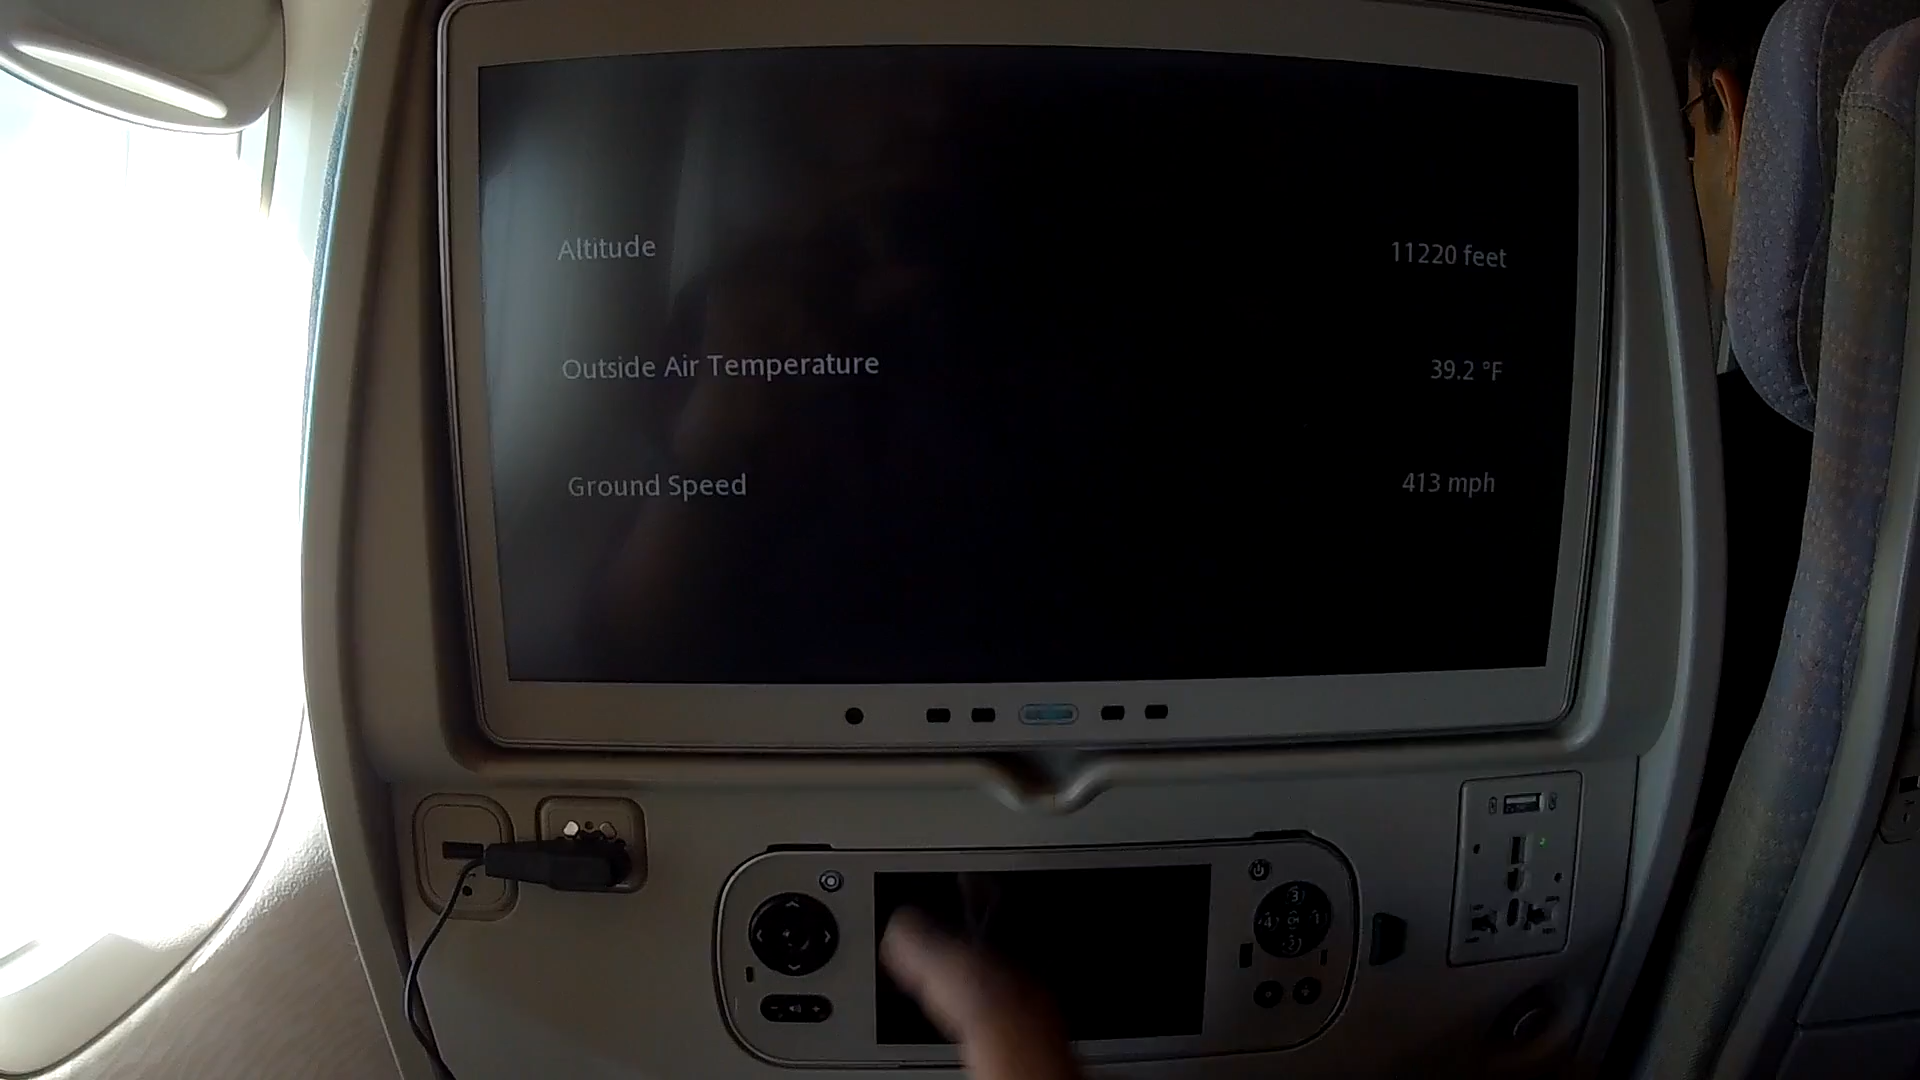 Altitude 11220 feet
Outside Air Temperature 39.2 °F
Ground Speed 413 mph